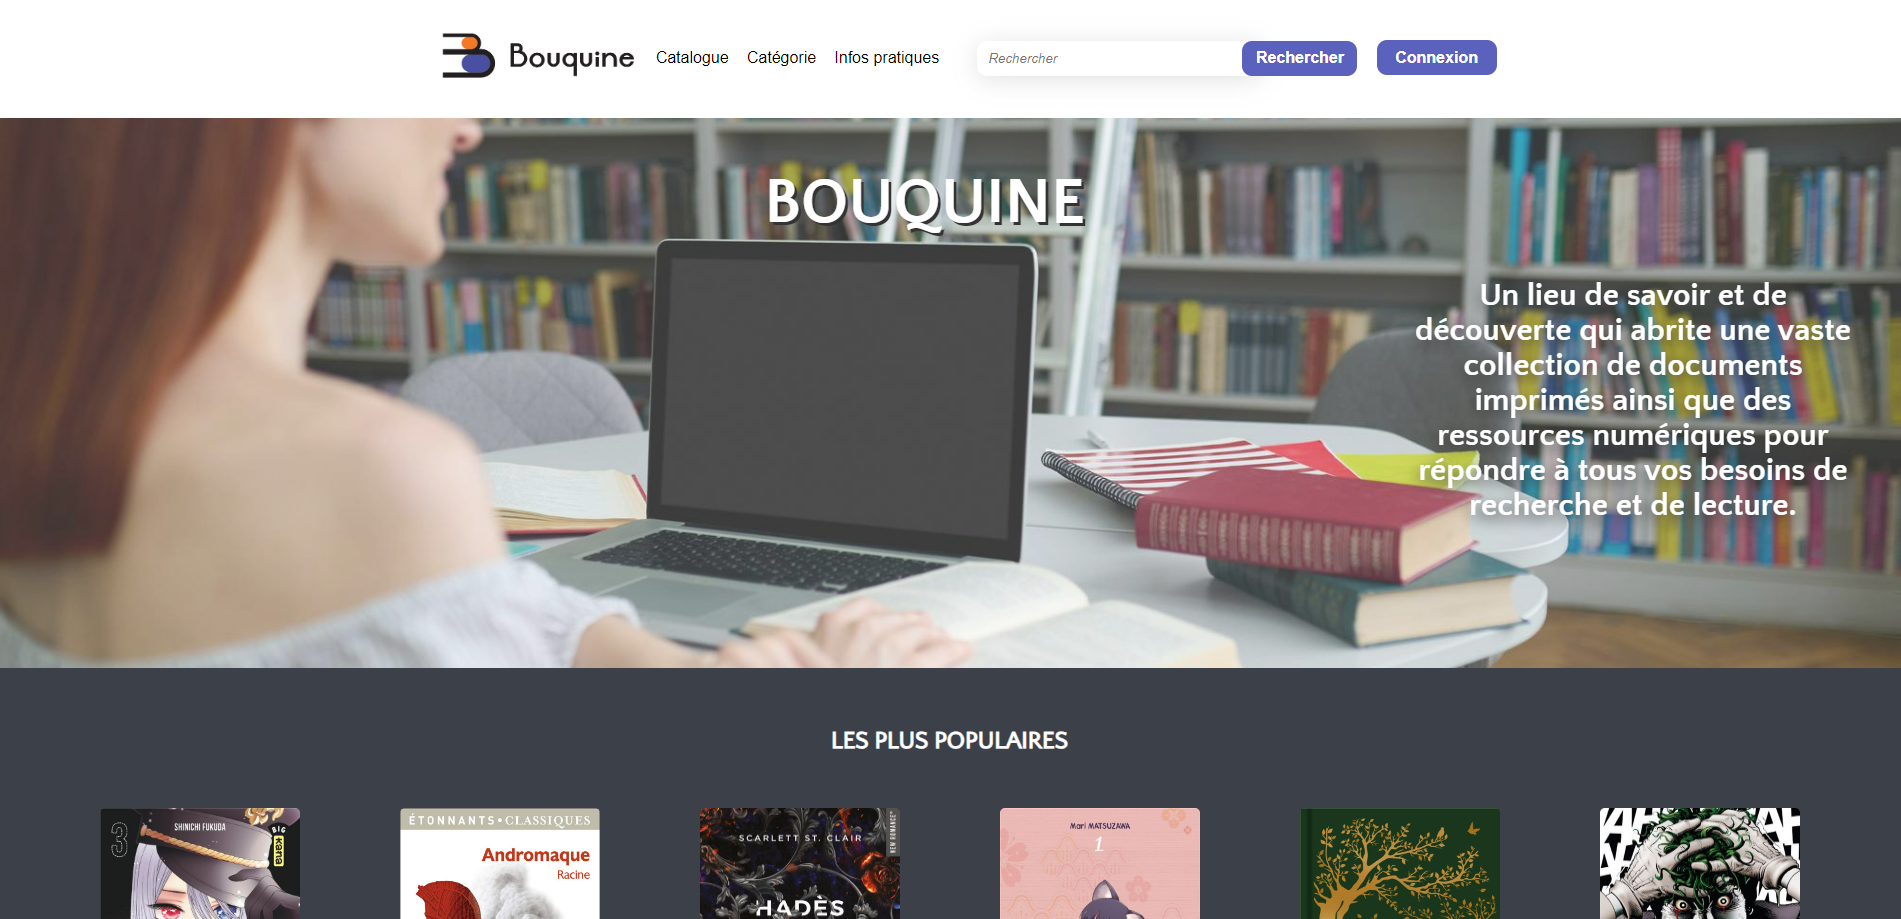 Bouquine
Catalogue
Catégorie
Infos pratiques
Rechercher
Rechercher
Connexion
BOUQUINE
Un lieu de savoir et de
découverte qui abrite une vaste
collection de documents
imprimés ainsi que des
ressources numériques pour
répondre à tous vos besoins de
recherche et de lecture.
LES PLUS POPULAIRES
3
SHINICHI FUKUDA
BIG
kana
ÉTONNANTS•CLASSIQUES
Andromaque
Racine
SCARLETT ST. CLAIR
NEW ROMANCE
HADÈS
Mari MATSUZAWA
1